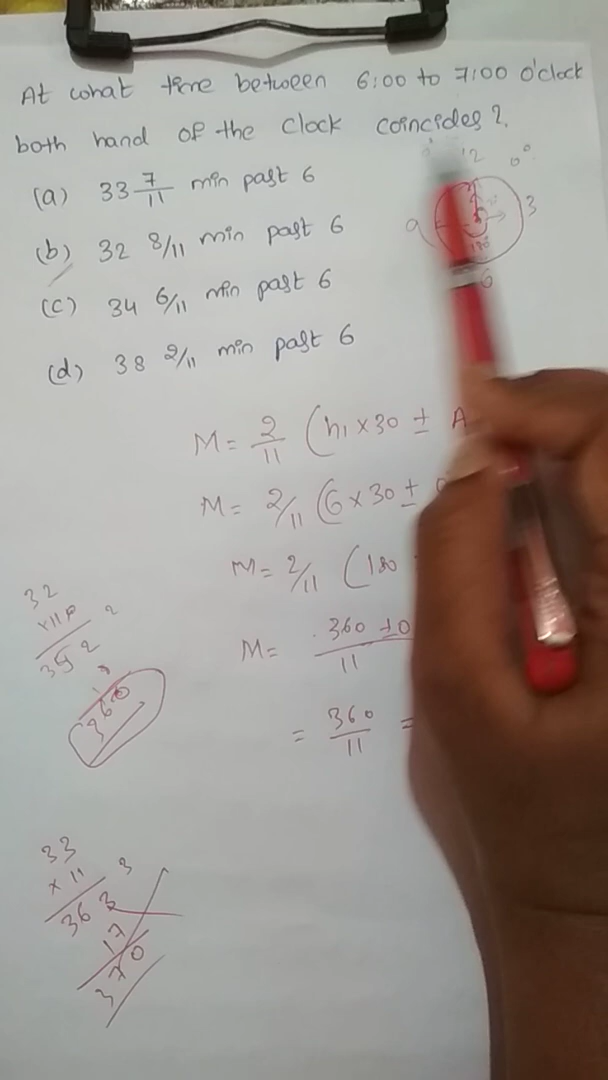 At what time between 6:00 to 7:00 O'clock
both hand of the clock coincides ?
(a) 33 7/11 min past 6
(b) 32 8/11 min past 6
(c) 34 6/11 min past 6
(d) 38 2/11 min past 6
12 0°
9 3
180°
6
M = 2/11 (h1 × 30 ± A
M = 2/11 (6 × 30 ±
M = 2/11 (180
M = 360 ± 0 / 11
= 360/11 =
32
× 11
352
8
360
33
× 11
363
17
370